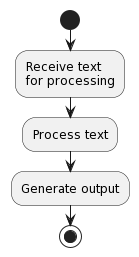 Receive text
for processing
Process text
Generate output